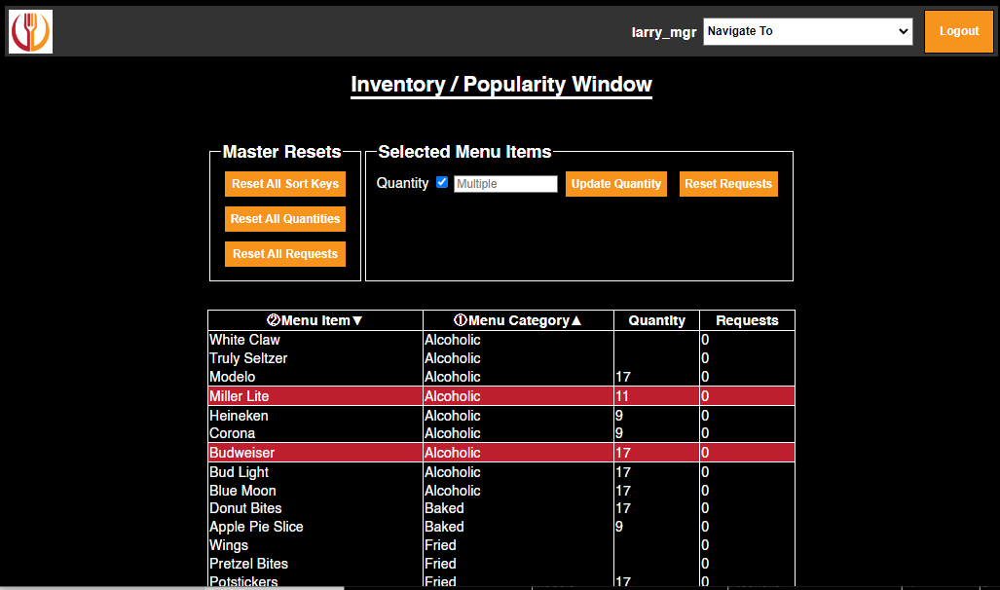 larry_mgr Navigate To Logout
Inventory / Popularity Window
Master Resets
Reset All Sort Keys
Reset All Quantities
Reset All Requests
Selected Menu Items
Quantity Multiple Update Quantity Reset Requests
②Menu Item▼ ①Menu Category▲ Quantity Requests
White Claw Alcoholic 0
Truly Seltzer Alcoholic 0
Modelo Alcoholic 17 0
Miller Lite Alcoholic 11 0
Heineken Alcoholic 9 0
Corona Alcoholic 9 0
Budweiser Alcoholic 17 0
Bud Light Alcoholic 17 0
Blue Moon Alcoholic 17 0
Donut Bites Baked 17 0
Apple Pie Slice Baked 9 0
Wings Fried 0
Pretzel Bites Fried 0
Potstickers Fried 17 0